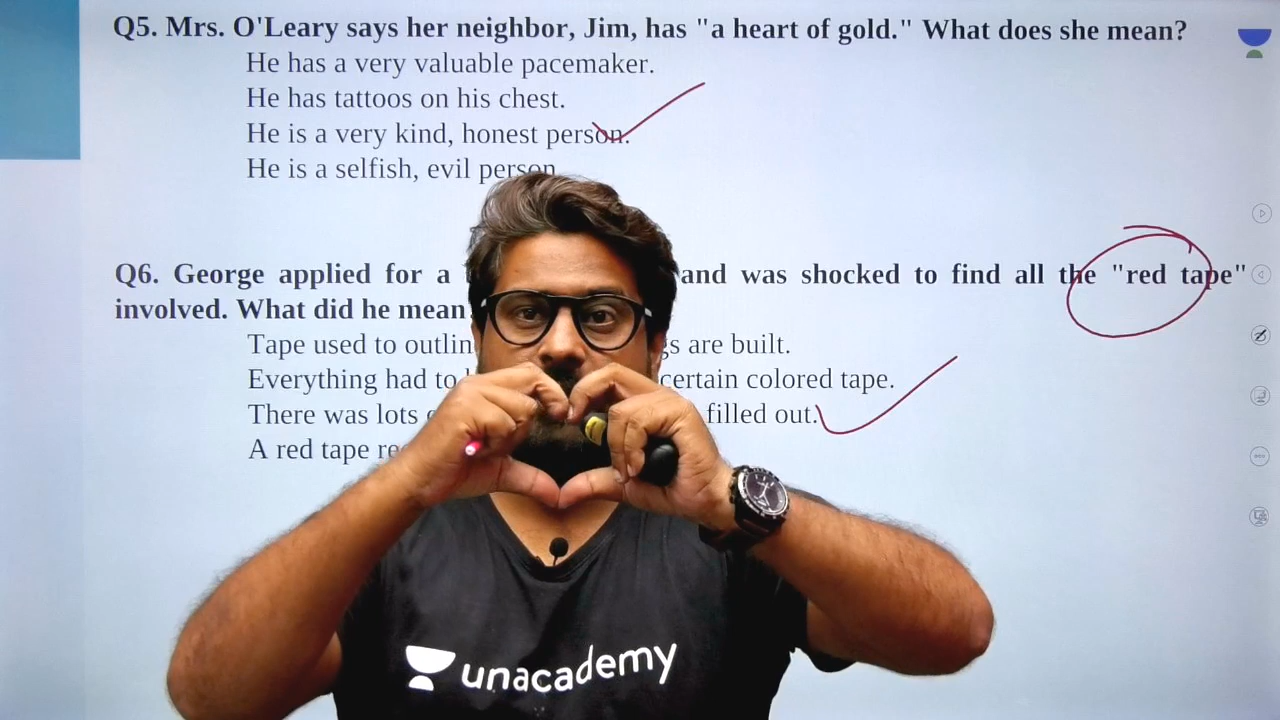 Q5. Mrs. O'Leary says her neighbor, Jim, has "a heart of gold." What does she mean?
He has a very valuable pacemaker.
He has tattoos on his chest.
He is a very kind, honest person.
He is a selfish, evil person
Q6. George applied for a and was shocked to find all the "red tape"
involved. What did he mean
Tape used to are built.
Everything had to certain colored tape.
There was lots filled out.
A red tape
unacademy